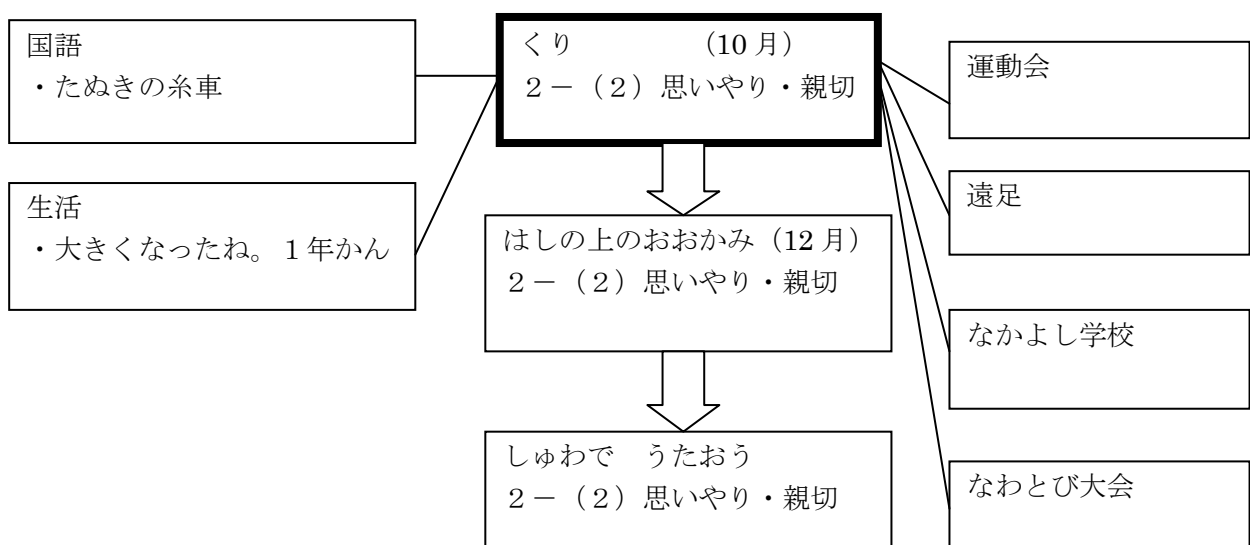 国語
・たぬきの糸車
生活
・大きくなったね。１年かん
くり　　　　（10 月）
２－（２）思いやり・親切
はしの上のおおかみ（12 月）
２－（２）思いやり・親切
しゅわで　うたおう
２－（２）思いやり・親切
運動会
遠足
なかよし学校
なわとび大会